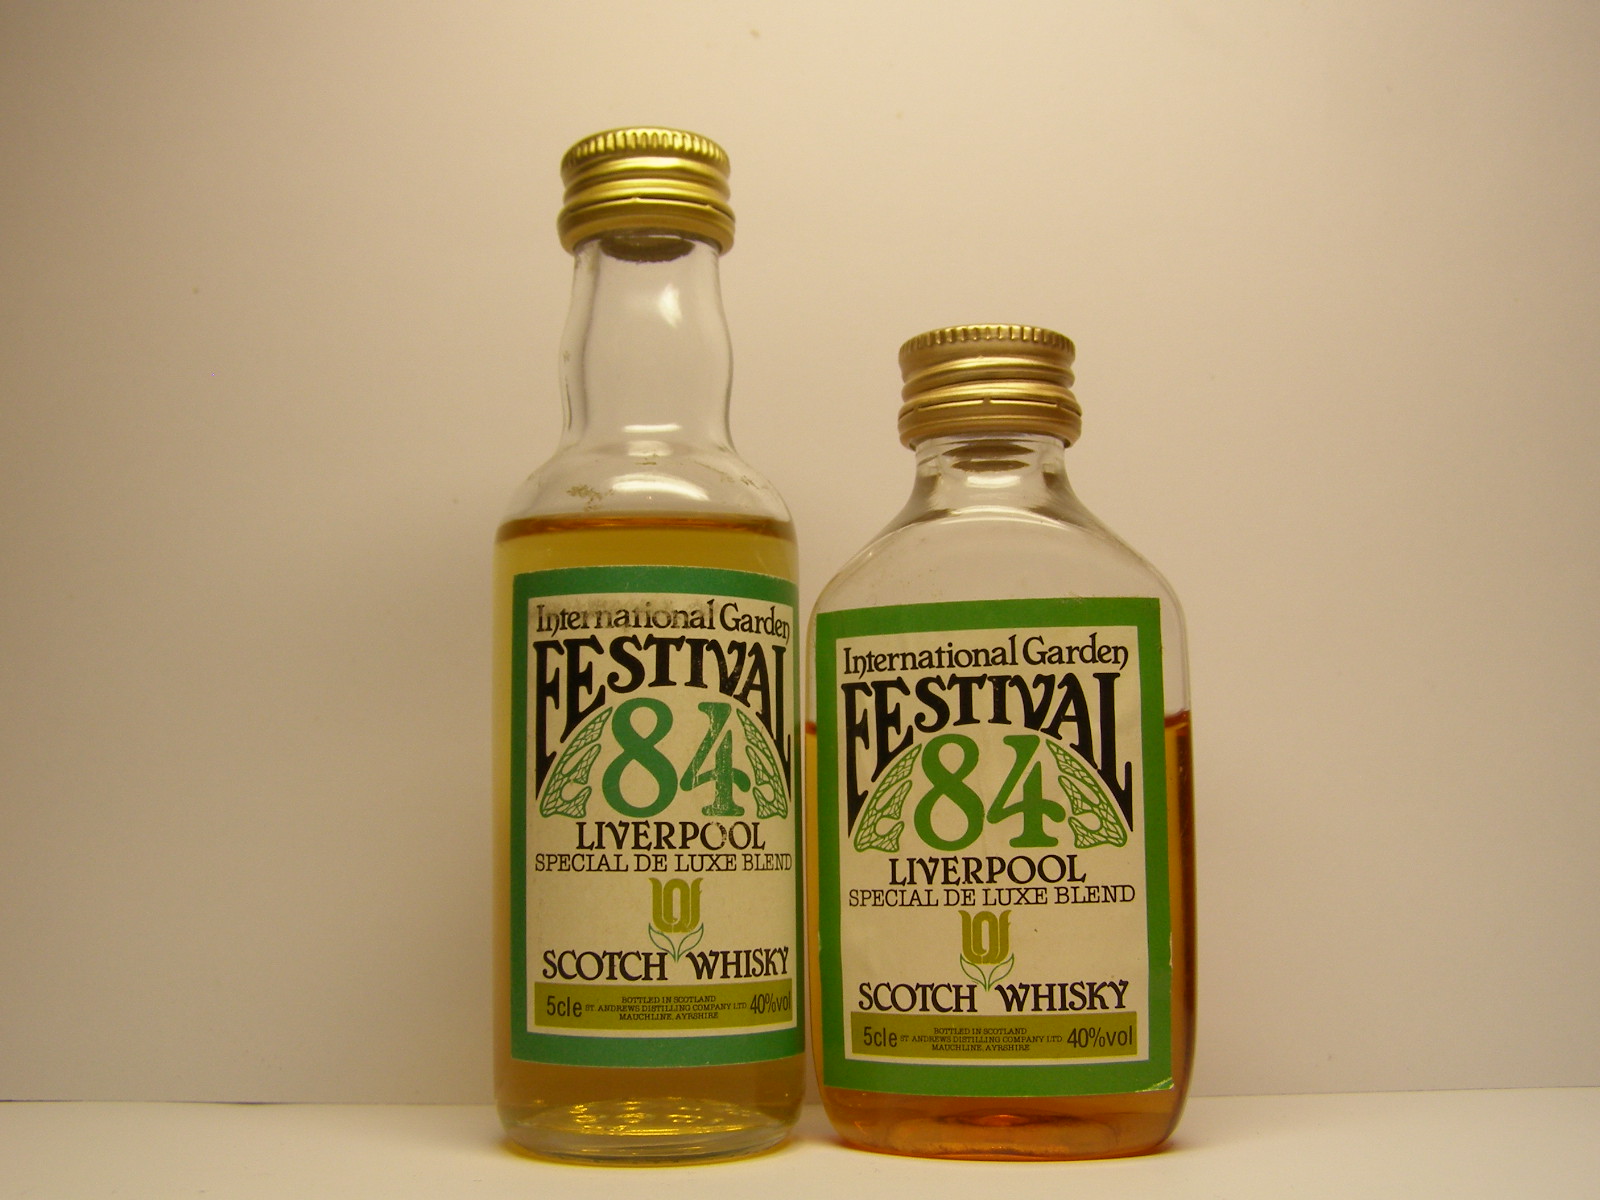 International Garden
FESTIVAL
84
LIVERPOOL
SPECIAL DE LUXE BLEND
SCOTCH WHISKY
5cle
BOTTLED IN SCOTLAND
ST. ANDREWS DISTILLING COMPANY LTD.
MAUCHLINE, AYRSHIRE
40%vol
International Garden
FESTIVAL
84
LIVERPOOL
SPECIAL DE LUXE BLEND
SCOTCH WHISKY
5cle
BOTTLED IN SCOTLAND
ST ANDREWS DISTILLING COMPANY LTD.
MAUCHLINE, AYRSHIRE
40%vol